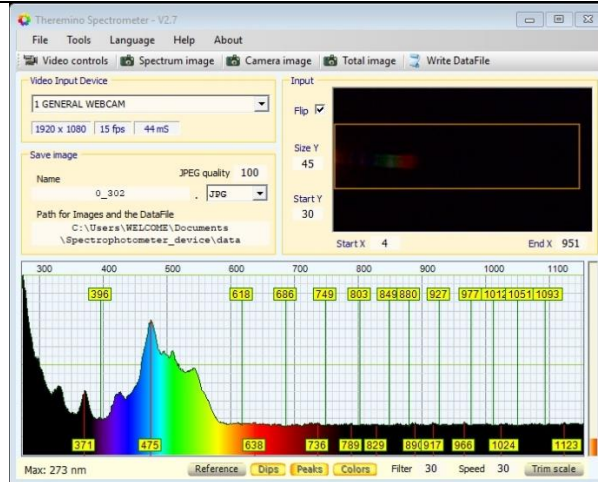 Theremino Spectrometer - V2.7
File Tools Language Help About
Video controls Spectrum image Camera image Total image Write DataFile
Video Input Device
1 GENERAL WEBCAM
1920 x 1080 15 fps 44 mS
Save image
Name JPEG quality 100
0_302 . JPG
Path for Images and the DataFile
C:\Users\WELCOME\Documents
\Spectrophotometer_device\data
Input
Flip
Size Y
45
Start Y
30
Start X 4 End X 951
300 400 500 600 700 800 900 1000 1100
396 618 686 749 803 849 880 927 977 1012 1051 1093
371 475 638 736 789 829 890 917 966 1024 1123
Max: 273 nm Reference Dips Peaks Colors Filter 30 Speed 30 Trim scale